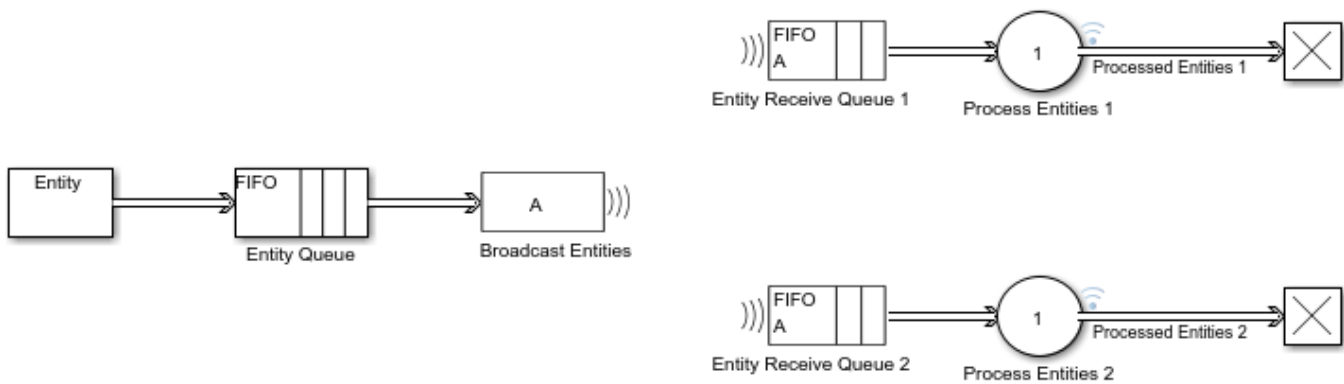 Entity
FIFO
Entity Queue
A
Broadcast Entities
FIFO
A
Entity Receive Queue 1
1
Process Entities 1
Processed Entities 1
FIFO
A
Entity Receive Queue 2
1
Process Entities 2
Processed Entities 2